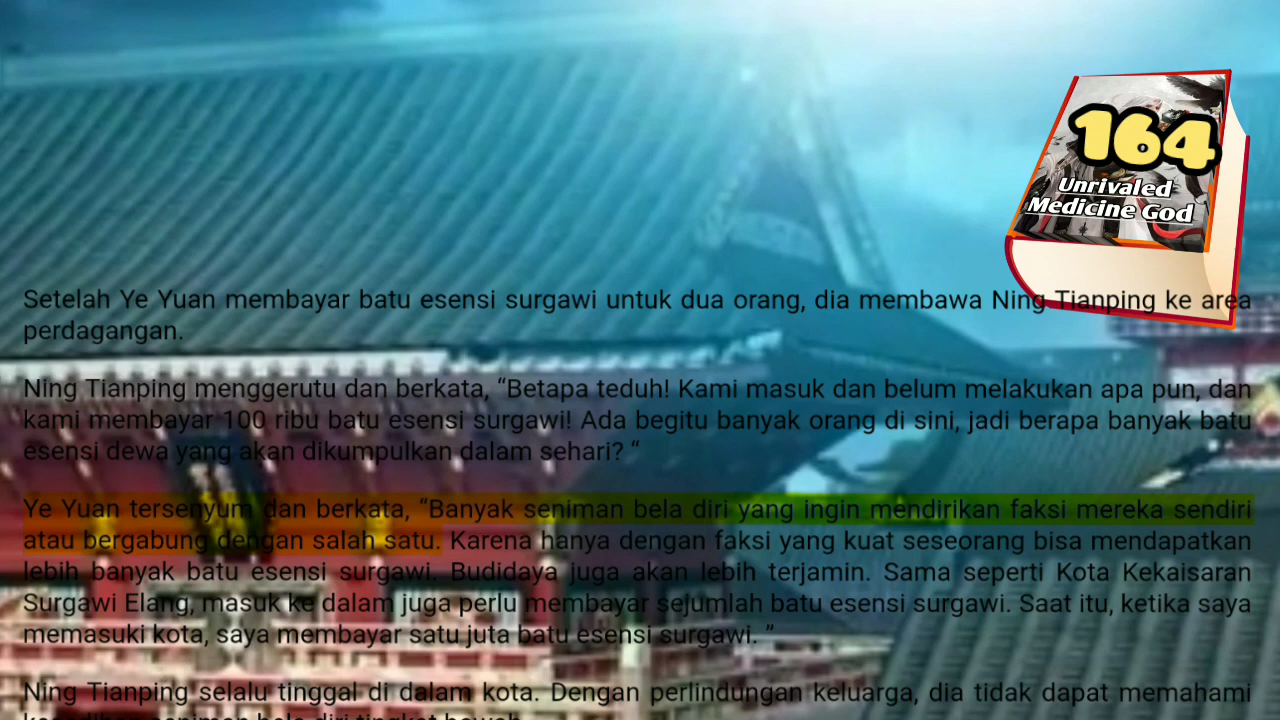 164
Unrivaled
Medicine God
Setelah Ye Yuan membayar batu esensi surgawi untuk dua orang, dia membawa Ning Tianping ke area
perdagangan.
Ning Tianping menggerutu dan berkata, “Betapa teduh! Kami masuk dan belum melakukan apa pun, dan
kami membayar 100 ribu batu esensi surgawi! Ada begitu banyak orang di sini, jadi berapa banyak batu
esensi dewa yang akan dikumpulkan dalam sehari? “
Ye Yuan tersenyum dan berkata, “Banyak seniman bela diri yang ingin mendirikan faksi mereka sendiri
atau bergabung dengan salah satu. Karena hanya dengan faksi yang kuat seseorang bisa mendapatkan
lebih banyak batu esensi surgawi. Budidaya juga akan lebih terjamin. Sama seperti Kota Kekaisaran
Surgawi Elang, masuk ke dalam juga perlu membayar sejumlah batu esensi surgawi. Saat itu, ketika saya
memasuki kota, saya membayar satu juta batu esensi surgawi. ”
Ning Tianping selalu tinggal di dalam kota. Dengan perlindungan keluarga, dia tidak dapat memahami